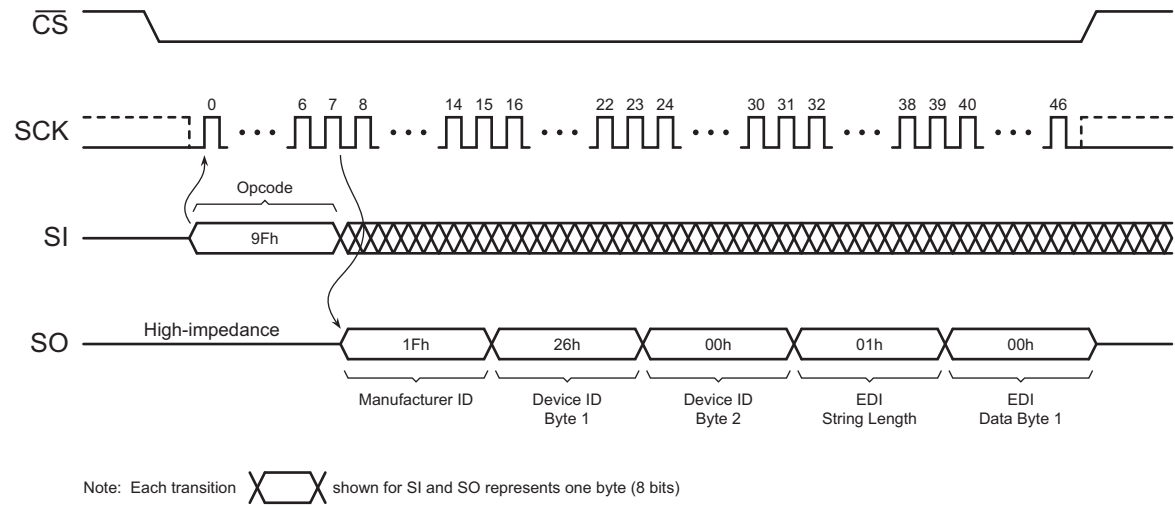 CS
0 6 7 8 14 15 16 22 23 24 30 31 32 38 39 40 46
SCK
Opcode
SI
9Fh
High-impedance
SO
1Fh 26h 00h 01h 00h
Manufacturer ID
Device ID
Byte 1
Device ID
Byte 2
EDI
String Length
EDI
Data Byte 1
Note: Each transition shown for SI and SO represents one byte (8 bits)